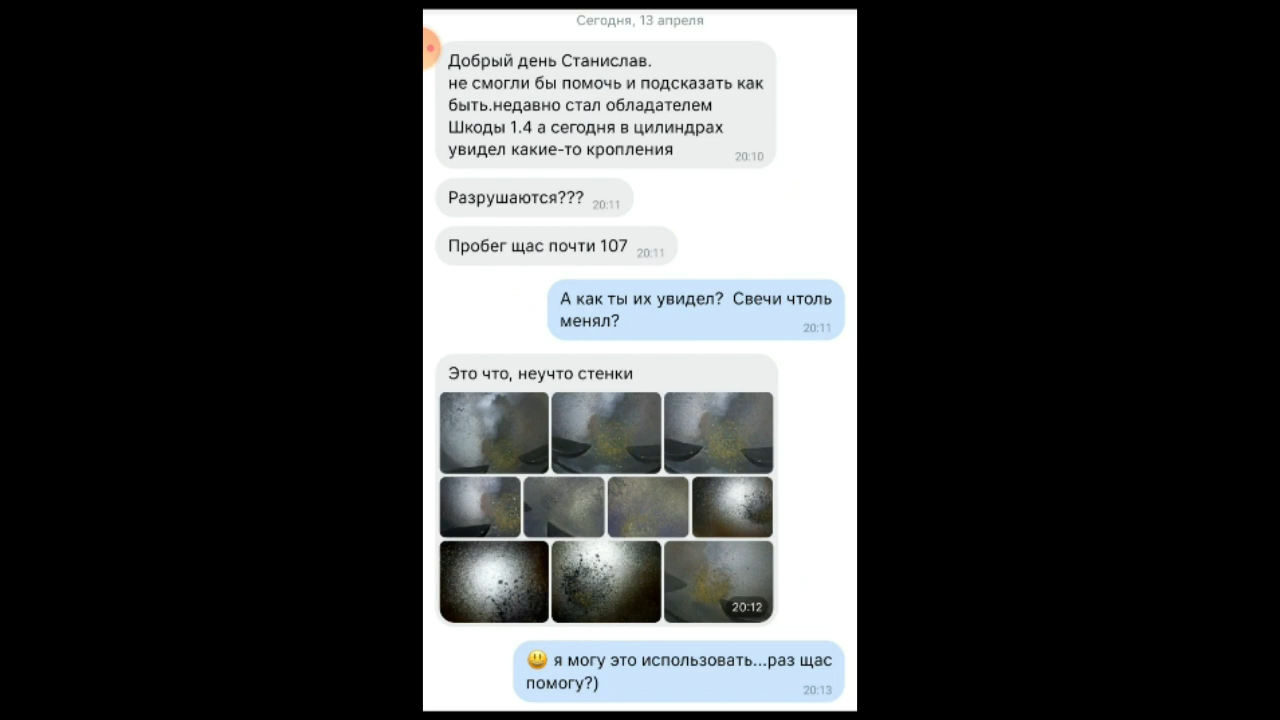 Сегодня, 13 апреля
Добрый день Станислав.
не смогли бы помочь и подсказать как
быть.недавно стал обладателем
Шкоды 1.4 а сегодня в цилиндрах
увидел какие-то кропления
20:10
Разрушаются??? 20:11
Пробег щас почти 107 20:11
А как ты их увидел? Свечи чтоль
менял?
20:11
Это что, неучто стенки
20:12
😃 я могу это использовать...раз щас
помогу?)
20:13